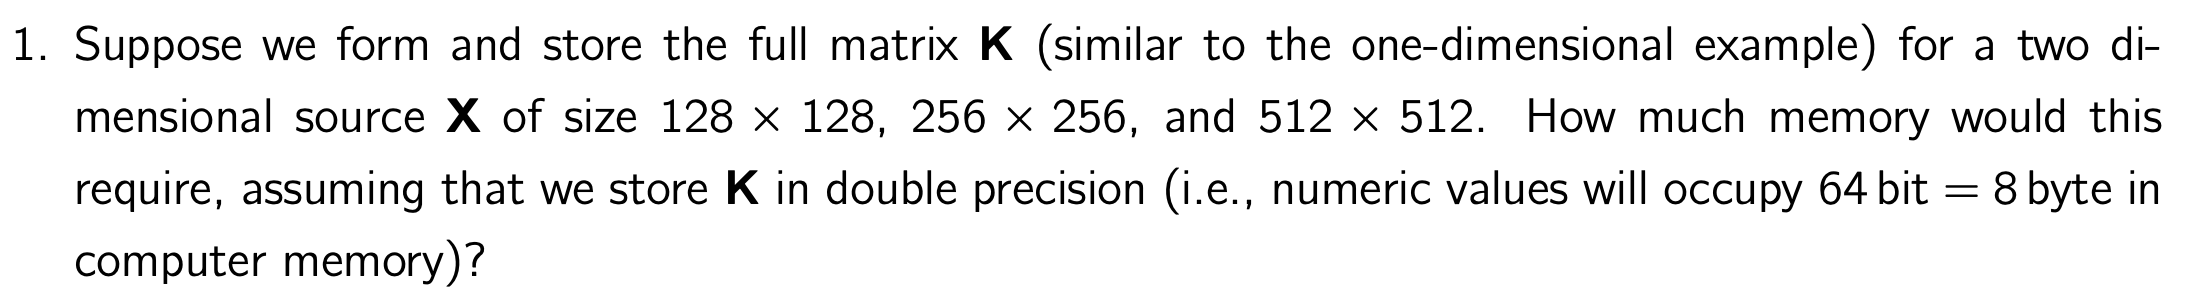 1. Suppose we form and store the full matrix K (similar to the one-dimensional example) for a two di-
mensional source X of size 128 × 128, 256 × 256, and 512 × 512. How much memory would this
require, assuming that we store K in double precision (i.e., numeric values will occupy 64 bit = 8 byte in
computer memory)?